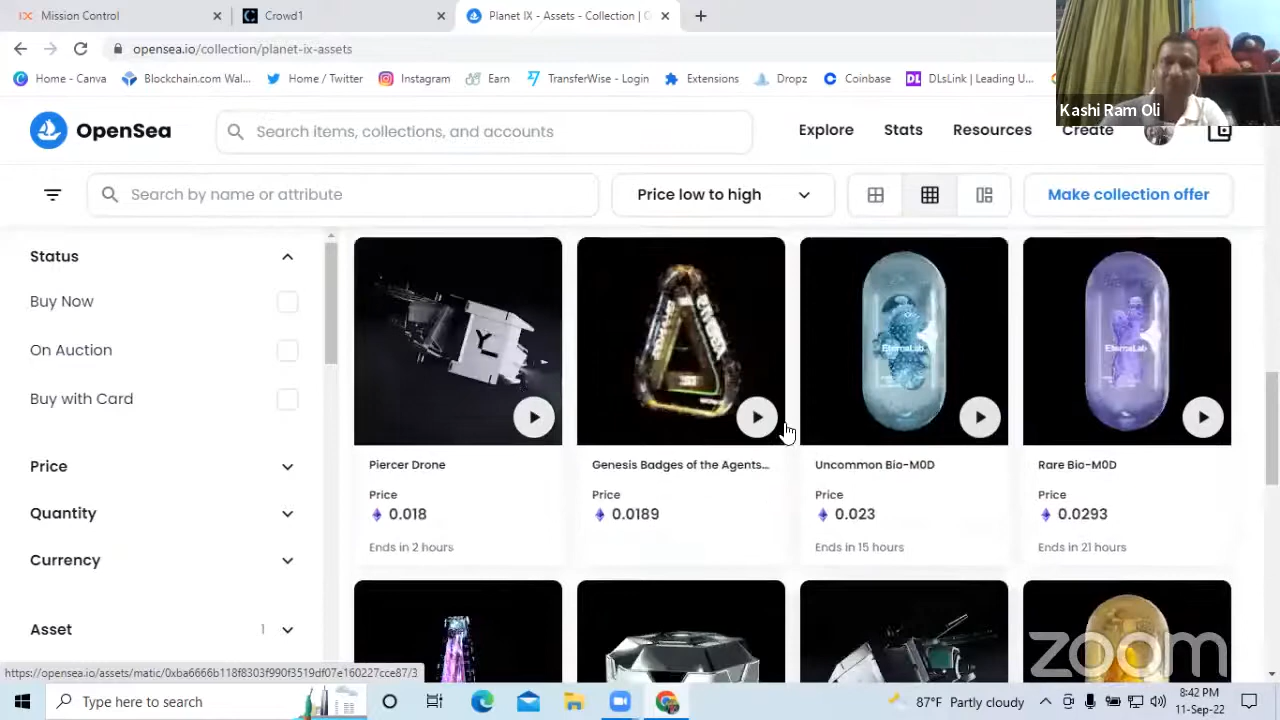 Mission Control
Crowd1
Planet IX - Assets - Collection |
opensea.io/collection/planet-ix-assets
Home - Canva
Blockchain.com Wal...
Home / Twitter
Instagram
Earn
TransferWise - Login
Extensions
Dropz
Coinbase
DL
DLsLink | Leading U...
Kashi Ram Oli
OpenSea
Search items, collections, and accounts
Explore
Stats
Resources
Create
Search by name or attribute
Price low to high
Make collection offer
Status
Buy Now
On Auction
Buy with Card
Price
Quantity
Currency
Asset
1
EternaLab
EternaLab
Piercer Drone
Price
0.018
Ends in 2 hours
Genesis Badges of the Agents...
Price
0.0189
Uncommon Bio-M0D
Price
0.023
Ends in 15 hours
Rare Bio-M0D
Price
0.0293
Ends in 21 hours
zoom
https://opensea.io/assets/matic/0xba6666b118f8303f990f3519df07e160227cce87/3
Type here to search
87°F Partly cloudy
8:42 PM
11-Sep-22